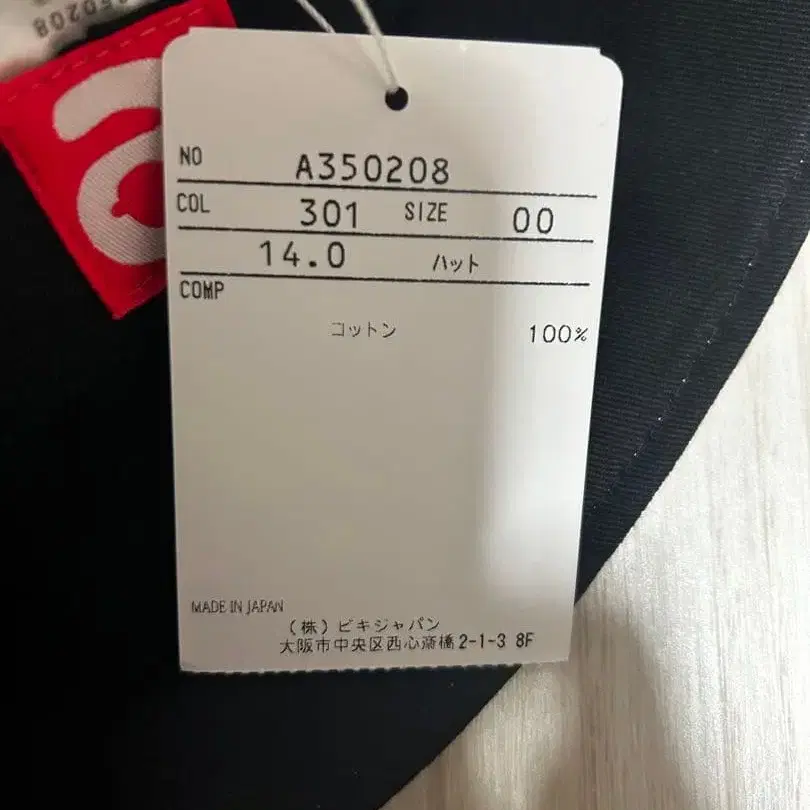 350208
NO A350208
COL 301 SIZE 00
14.0 ハット
COMP
コットン 100%
MADE IN JAPAN
(株)ビキジャパン
大阪市中央区西心斎橋2-1-3 8F